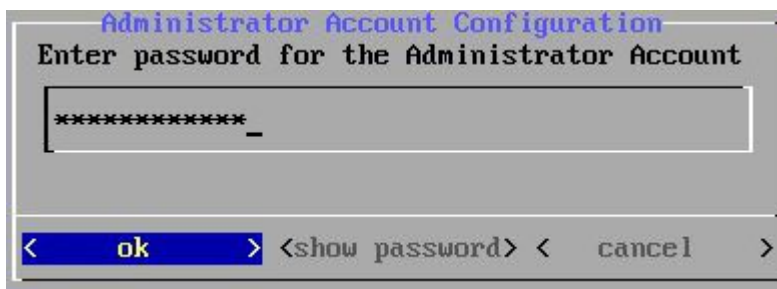 Administrator Account Configuration
Enter password for the Administrator Account
************_
< ok > <show password> < cancel >